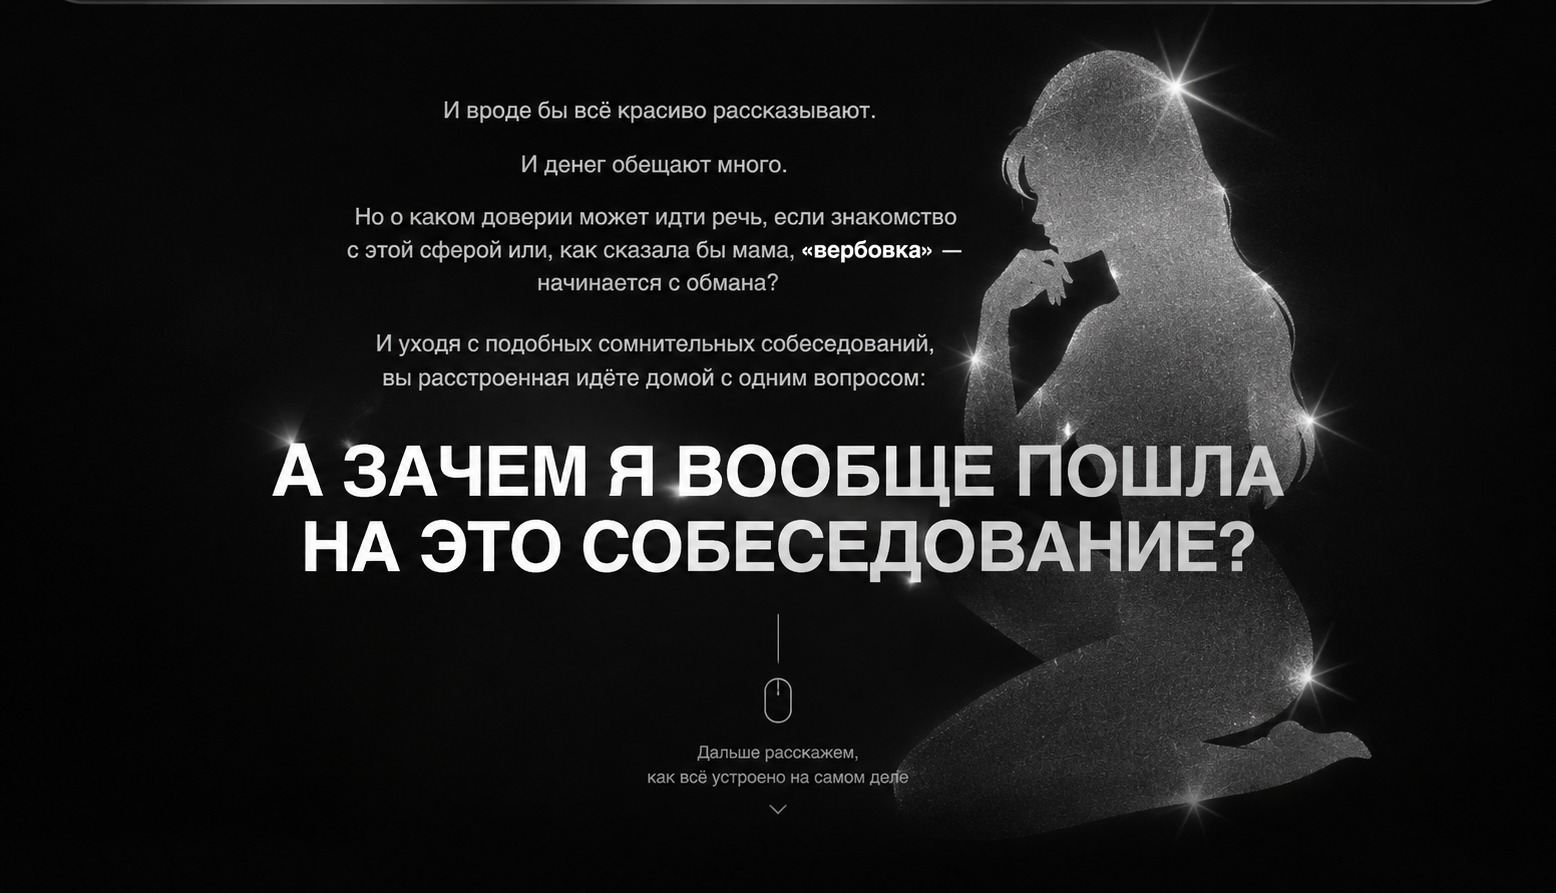 И вроде бы всё красиво рассказывают.
И денег обещают много.
Но о каком доверии может идти речь, если знакомство
с этой сферой или, как сказала бы мама, «вербовка» —
начинается с обмана?
И уходя с подобных сомнительных собеседований,
вы расстроенная идёте домой с одним вопросом:
А ЗАЧЕМ Я ВООБЩЕ ПОШЛА
НА ЭТО СОБЕСЕДОВАНИЕ?
Дальше расскажем,
как всё устроено на самом деле